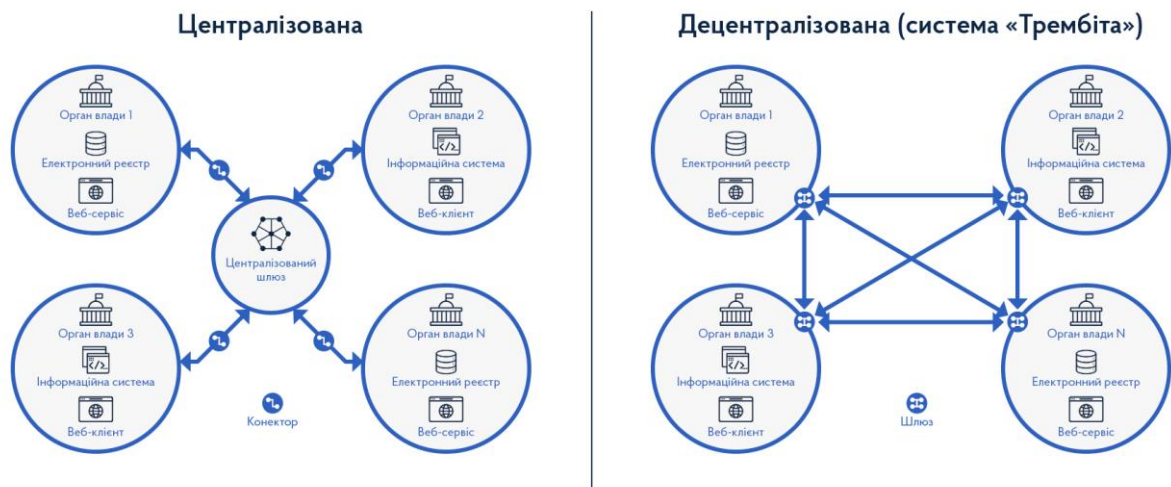 Централізована
Орган влади 1
Електронний реєстр
Веб-сервіс
Орган влади 2
Інформаційна система
Веб-клієнт
Централізований
шлюз
Орган влади 3
Інформаційна система
Веб-клієнт
Орган влади N
Електронний реєстр
Веб-сервіс
Конектор
Децентралізована (система «Трембіта»)
Орган влади 1
Електронний реєстр
Веб-сервіс
Орган влади 2
Інформаційна система
Веб-клієнт
Орган влади 3
Інформаційна система
Веб-клієнт
Орган влади N
Електронний реєстр
Веб-сервіс
Шлюз